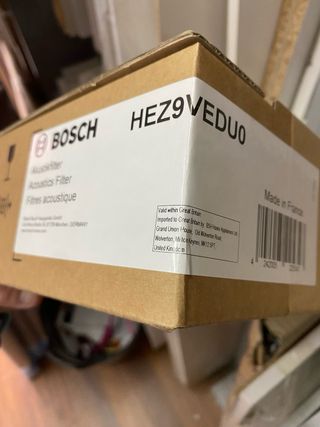 BOSCH
HEZ9VEDU0
Akustikfilter
Acoustics Filter
Filtres acoustique
Made in France
Valid within Great Britain
Imported to Great Britain by BSH Home Appliances Ltd
Grand Union House, Old Wolverton Road,
Wolverton, Milton Keynes, MK12 5PT,
United Kingdom